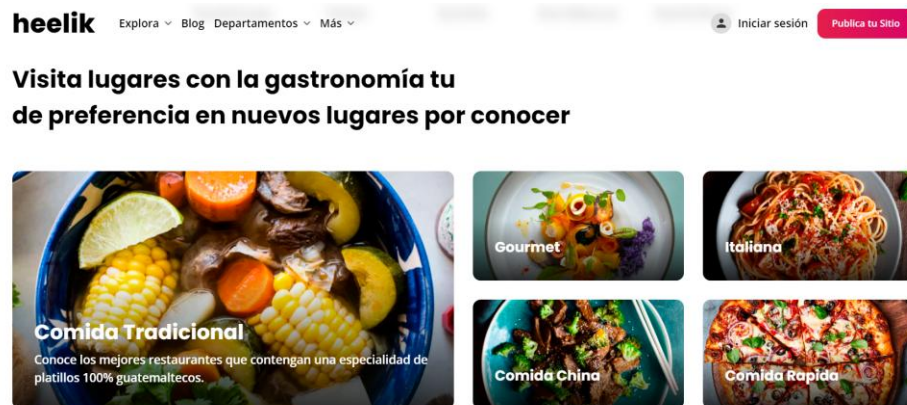 heelik
Explora
Blog
Departamentos
Más
Iniciar sesión
Publica tu Sitio
Visita lugares con la gastronomía tu
de preferencia en nuevos lugares por conocer
Gourmet
Italiana
Comida Tradicional
Conoce los mejores restaurantes que contengan una especialidad de
platillos 100% guatemaltecos.
Comida China
Comida Rapida